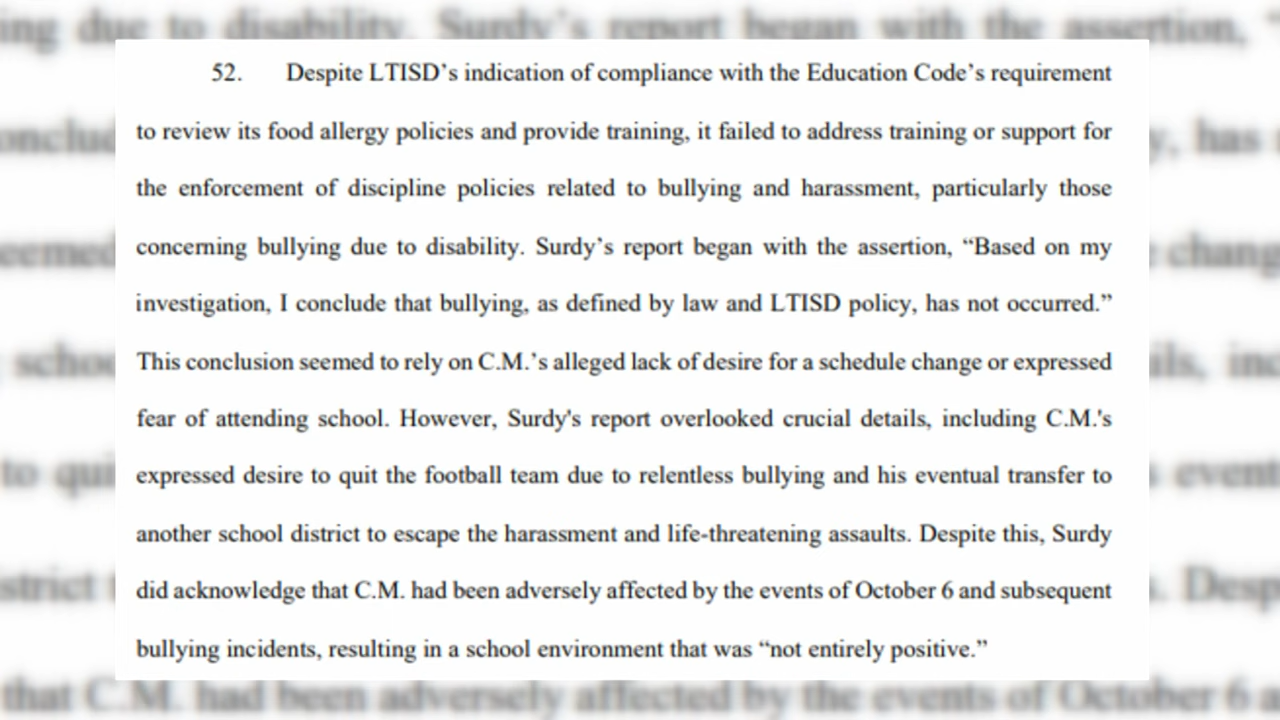 52. Despite LTISD’s indication of compliance with the Education Code’s requirement
to review its food allergy policies and provide training, it failed to address training or support for
the enforcement of discipline policies related to bullying and harassment, particularly those
concerning bullying due to disability. Surdy’s report began with the assertion, “Based on my
investigation, I conclude that bullying, as defined by law and LTISD policy, has not occurred.”
This conclusion seemed to rely on C.M.’s alleged lack of desire for a schedule change or expressed
fear of attending school. However, Surdy's report overlooked crucial details, including C.M.'s
expressed desire to quit the football team due to relentless bullying and his eventual transfer to
another school district to escape the harassment and life-threatening assaults. Despite this, Surdy
did acknowledge that C.M. had been adversely affected by the events of October 6 and subsequent
bullying incidents, resulting in a school environment that was “not entirely positive.”